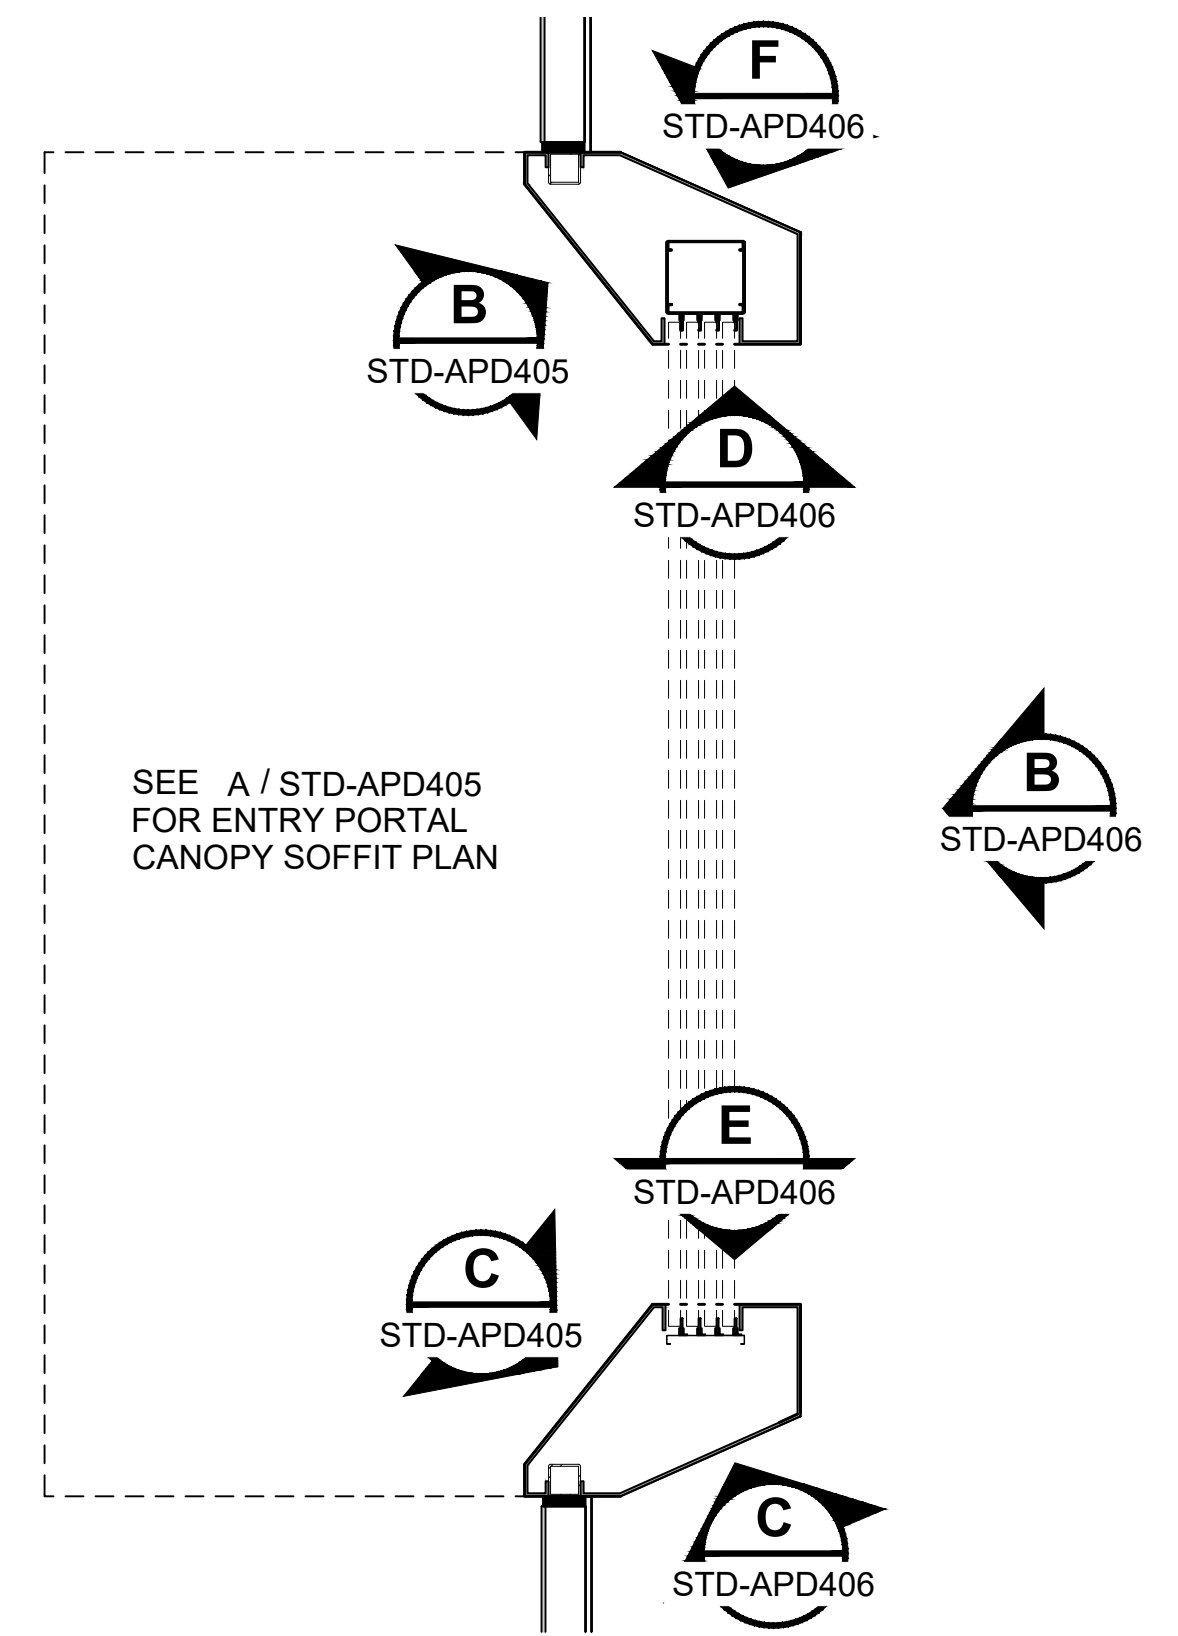 F
STD-APD406
B
STD-APD405
D
STD-APD406
SEE A / STD-APD405
FOR ENTRY PORTAL
CANOPY SOFFIT PLAN
B
STD-APD406
E
STD-APD406
C
STD-APD405
C
STD-APD406